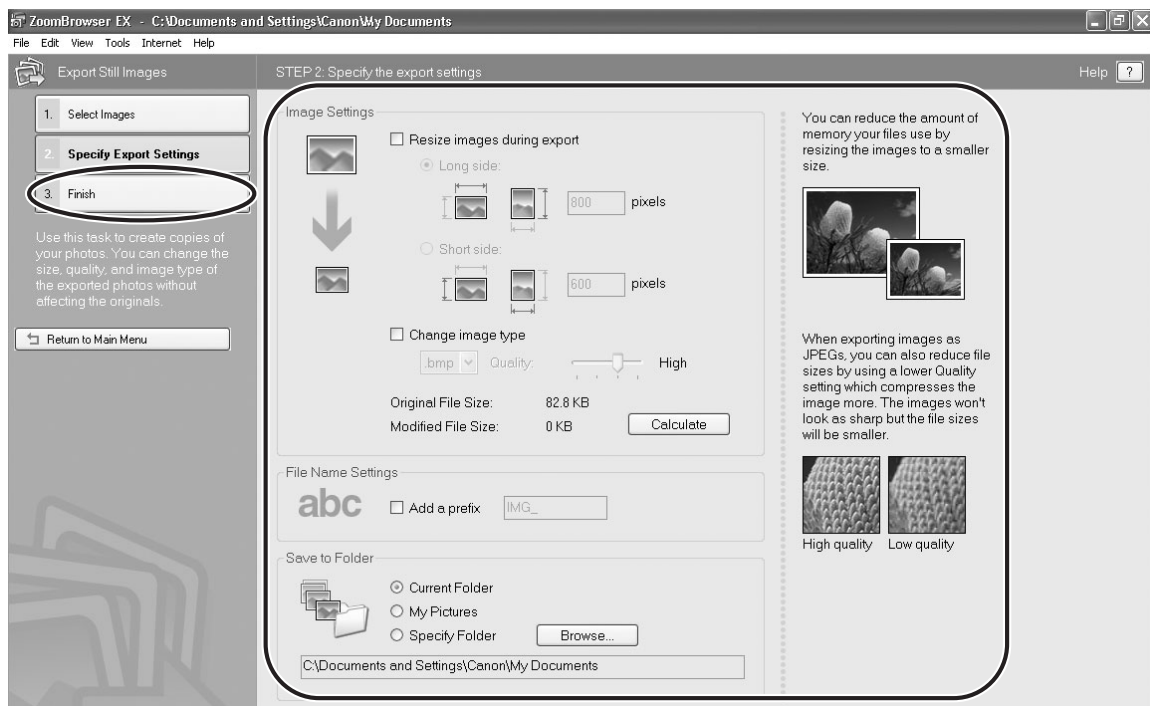 ZoomBrowser EX - C:\Documents and Settings\Canon\My Documents
File Edit View Tools Internet Help
Export Still Images
STEP 2: Specify the export settings
Help ?
1. Select Images
2. Specify Export Settings
3. Finish
Use this task to create copies of
your photos. You can change the
size, quality, and image type of
the exported photos without
affecting the originals.
Return to Main Menu
Image Settings
Resize images during export
Long side:
800 pixels
Short side:
600 pixels
Change image type
.bmp Quality: High
Original File Size: 82.8 KB
Modified File Size: 0 KB Calculate
File Name Settings
abc Add a prefix IMG_
Save to Folder
Current Folder
My Pictures
Specify Folder Browse...
C:\Documents and Settings\Canon\My Documents
You can reduce the amount of
memory your files use by
resizing the images to a smaller
size.
When exporting images as
JPEGs, you can also reduce file
sizes by using a lower Quality
setting which compresses the
image more. The images won't
look as sharp but the file sizes
will be smaller.
High quality Low quality